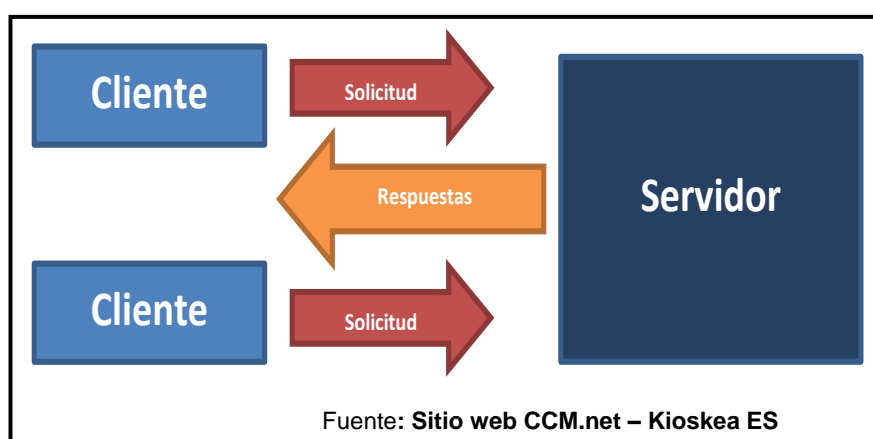 Cliente
Solicitud
Respuestas
Servidor
Cliente
Solicitud
Fuente: Sitio web CCM.net – Kioskea ES